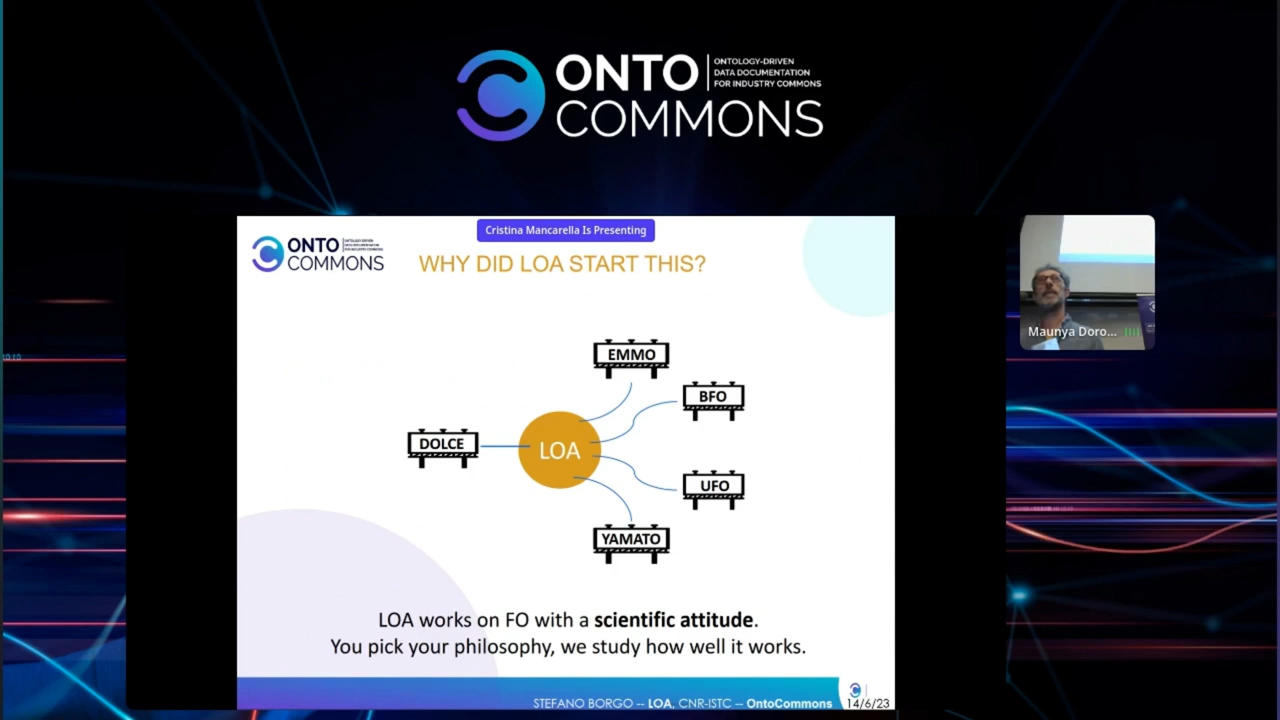 ONTO
COMMONS
ONTOLOGY-DRIVEN
DATA DOCUMENTATION
FOR INDUSTRY COMMONS
Cristina Mancarella Is Presenting
ONTO
COMMONS
WHY DID LOA START THIS?
EMMO
BFO
DOLCE
LOA
UFO
YAMATO
LOA works on FO with a scientific attitude.
You pick your philosophy, we study how well it works.
STEFANO BORGO -- LOA, CNR-ISTC -- OntoCommons
14/6/23
Maunya Doro...